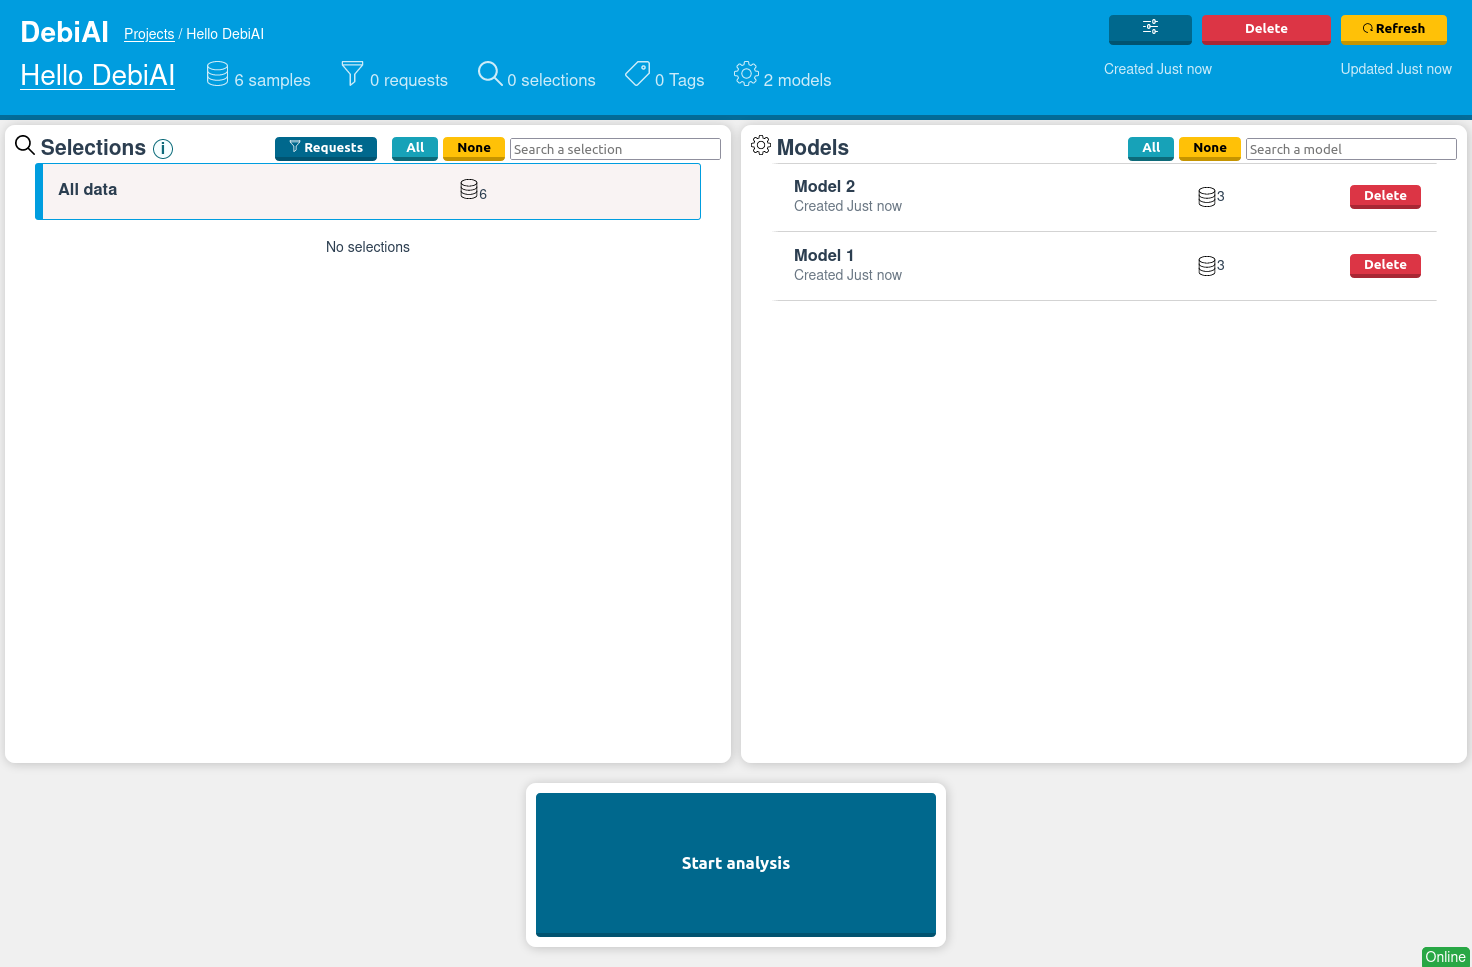 DebiAI Projects / Hello DebiAI
Delete
Refresh
Hello DebiAI 6 samples 0 requests 0 selections 0 Tags 2 models
Created Just now Updated Just now
Selections i Requests All None Search a selection
All data 6
No selections
Models All None Search a model
Model 2
Created Just now
3
Delete
Model 1
Created Just now
3
Delete
Start analysis
Online